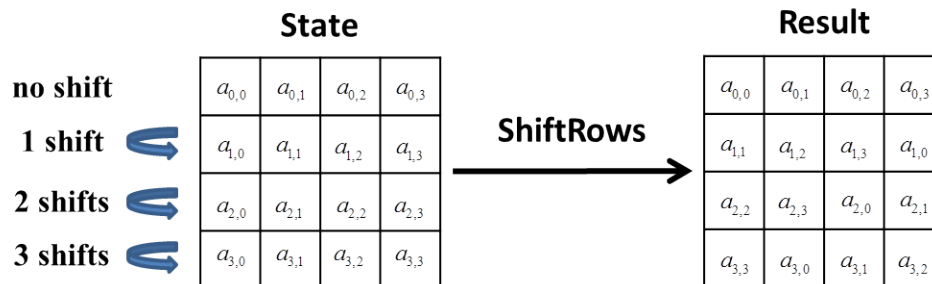 State Result
no shift a0,0 a0,1 a0,2 a0,3 a0,0 a0,1 a0,2 a0,3
1 shift a1,0 a1,1 a1,2 a1,3 ShiftRows a1,1 a1,2 a1,3 a1,0
2 shifts a2,0 a2,1 a2,2 a2,3 a2,2 a2,3 a2,0 a2,1
3 shifts a3,0 a3,1 a3,2 a3,3 a3,3 a3,0 a3,1 a3,2